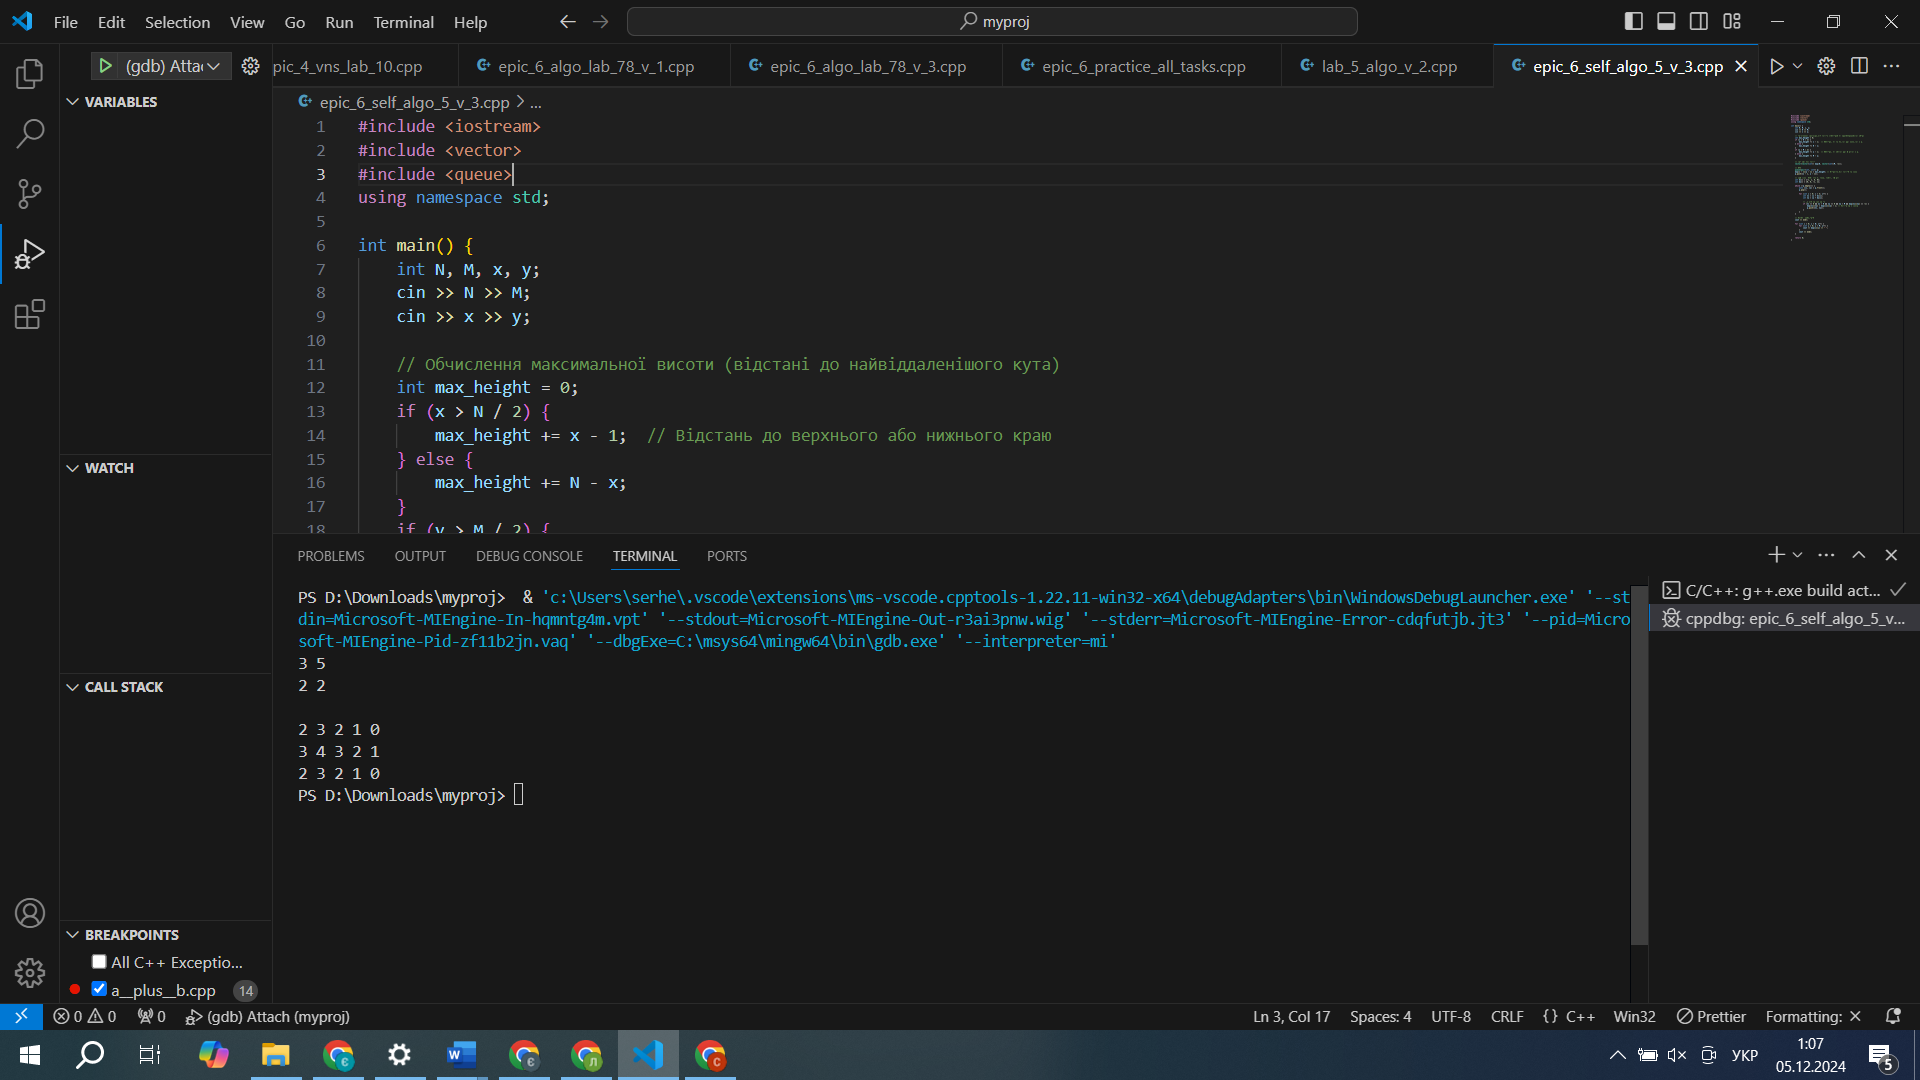 File Edit Selection View Go Run Terminal Help
myproj
(gdb) Attac
pic_4_vns_lab_10.cpp
epic_6_algo_lab_78_v_1.cpp
epic_6_algo_lab_78_v_3.cpp
epic_6_practice_all_tasks.cpp
lab_5_algo_v_2.cpp
epic_6_self_algo_5_v_3.cpp
VARIABLES
WATCH
CALL STACK
BREAKPOINTS
All C++ Exceptio...
a__plus__b.cpp 14
epic_6_self_algo_5_v_3.cpp > ...
1 #include <iostream>
2 #include <vector>
3 #include <queue>
4 using namespace std;
5
6 int main() {
7 int N, M, x, y;
8 cin >> N >> M;
9 cin >> x >> y;
10
11 // Обчислення максимальної висоти (відстані до найвіддаленішого кута)
12 int max_height = 0;
13 if (x > N / 2) {
14 max_height += x - 1; // Відстань до верхнього або нижнього краю
15 } else {
16 max_height += N - x;
17 }
18 if (y > M / 2) {
PROBLEMS OUTPUT DEBUG CONSOLE TERMINAL PORTS
PS D:\Downloads\myproj> & 'c:\Users\serhe\.vscode\extensions\ms-vscode.cpptools-1.22.11-win32-x64\debugAdapters\bin\WindowsDebugLauncher.exe' '--st
din=Microsoft-MIEngine-In-hqmntg4m.vpt' '--stdout=Microsoft-MIEngine-Out-r3ai3pnw.wig' '--stderr=Microsoft-MIEngine-Error-cdqfutjb.jt3' '--pid=Micro
soft-MIEngine-Pid-zf11b2jn.vaq' '--dbgExe=C:\msys64\mingw64\bin\gdb.exe' '--interpreter=mi'
3 5
2 2
2 3 2 1 0
3 4 3 2 1
2 3 2 1 0
PS D:\Downloads\myproj>
C/C++: g++.exe build act...
cppdbg: epic_6_self_algo_5_v...
0 0 0 (gdb) Attach (myproj)
Ln 3, Col 17 Spaces: 4 UTF-8 CRLF {} C++ Win32 Prettier Formatting: ×
УКР
1:07
05.12.2024
5